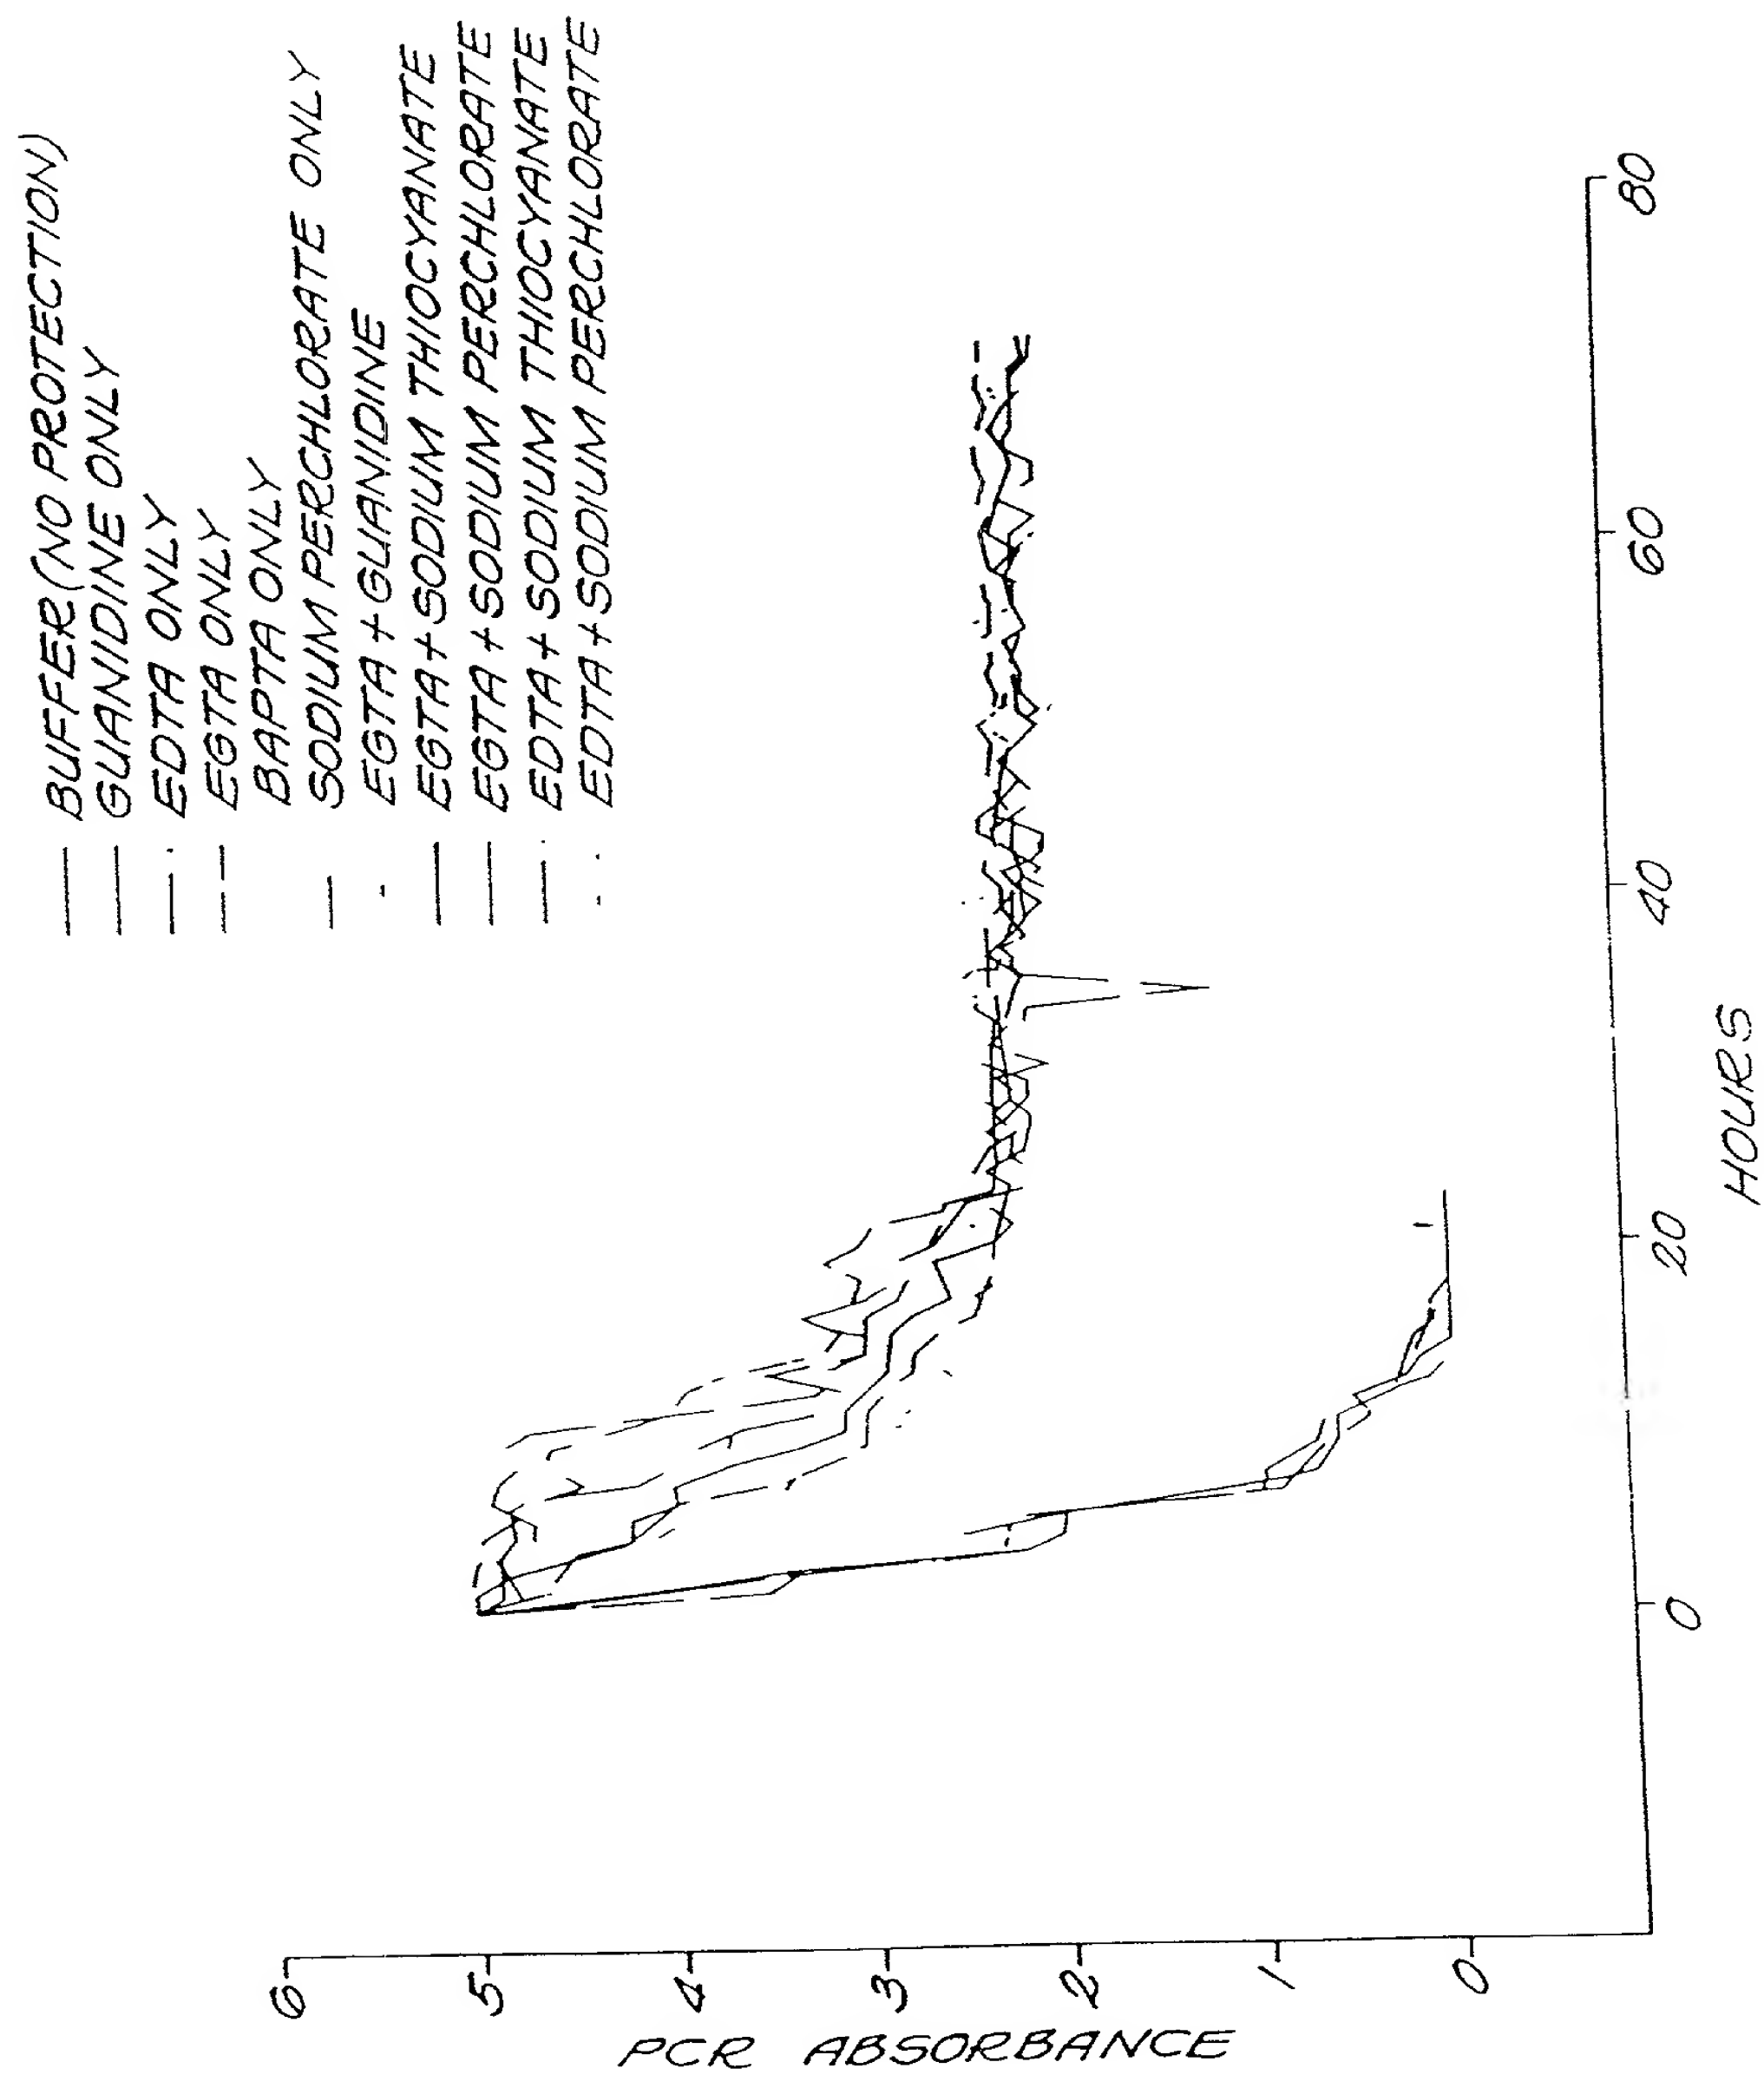 BUFFER (NO PROTECTION)
GUANIDINE ONLY
EDTA ONLY
EGTA ONLY
BAPTA ONLY
SODIUM PERCHLORATE ONLY
EGTA + GUANIDINE
EGTA + SODIUM THIOCYANATE
EGTA + SODIUM PERCHLORATE
EDTA + SODIUM THIOCYANATE
EDTA + SODIUM PERCHLORATE
6
5
4
3
2
1
0
PCR ABSORBANCE
0
20
40
60
80
HOURS